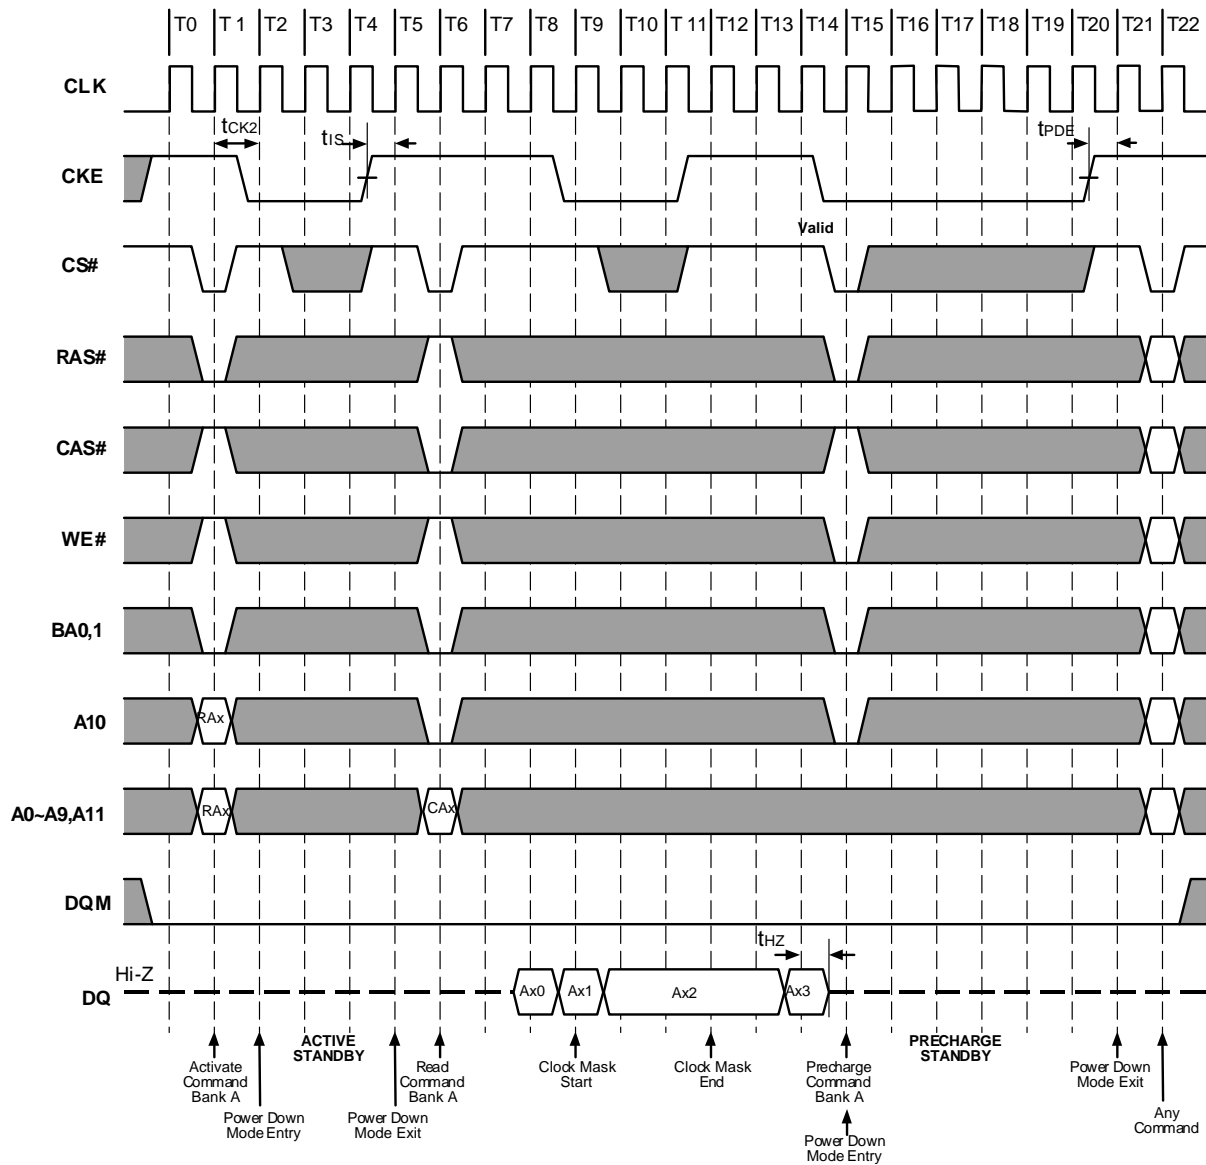 T0 T 1 T2 T3 T4 T5 T6 T7 T8 T9 T10 T 11 T12 T13 T14 T15 T16 T17 T18 T19 T20 T21 T22
CLK
tCK2 tIS tPDE
CKE
Valid
CS#
RAS#
CAS#
WE#
BA0,1
A10
RAx
A0~A9,A11
RAx CAx
DQM
tHZ
Hi-Z
DQ
Ax0 Ax1 Ax2 Ax3
ACTIVE
STANDBY
PRECHARGE
STANDBY
Activate
Command
Bank A
Power Down
Mode Entry
Power Down
Mode Exit
Read
Command
Bank A
Clock Mask
Start
Clock Mask
End
Precharge
Command
Bank A
Power Down
Mode Entry
Power Down
Mode Exit
Any
Command